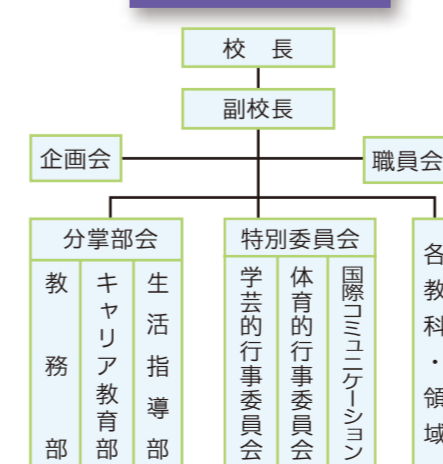 校 長
副校長
企画会
職員会
分掌部会
教務部
キャリア教育部
生活指導部
特別委員会
学芸的行事委員会
体育的行事委員会
国際コミュニケーション
各教科・領域